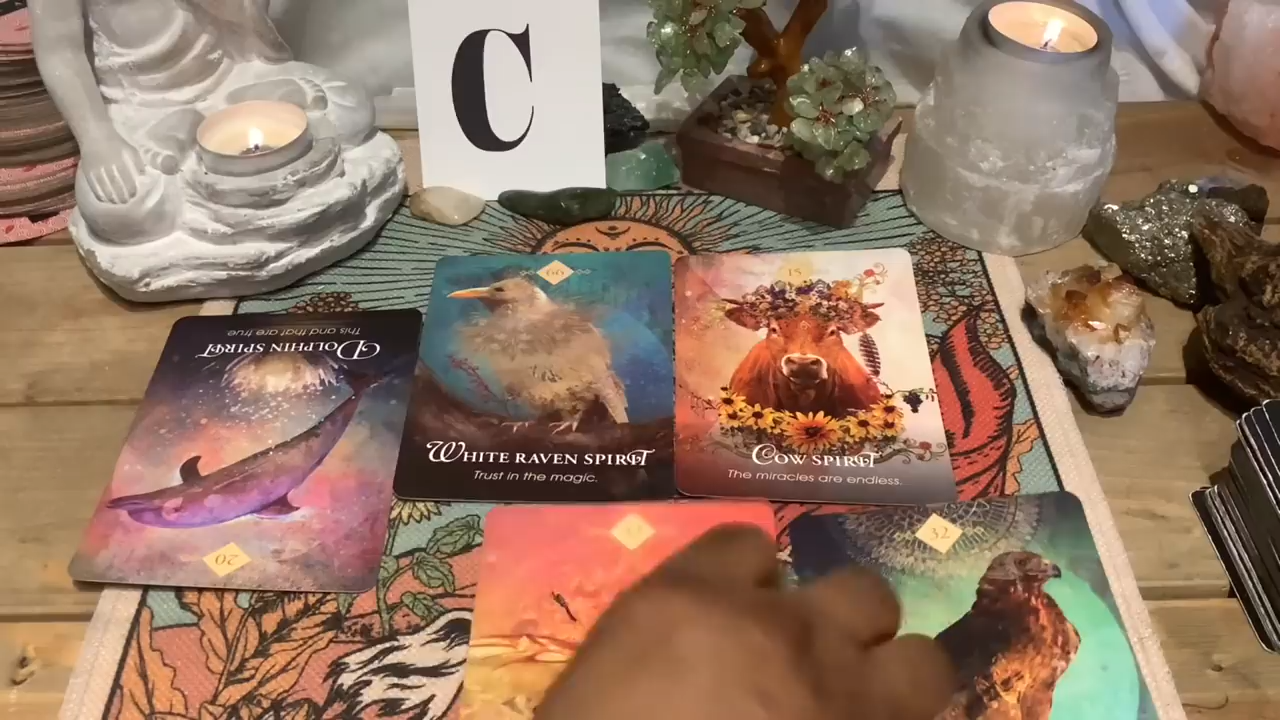 C
66
WHITE RAVEN SPIRIT
Trust in the magic.
15
COW SPIRIT
The miracles are endless.
This and that are true
DOLPHIN SPIRIT
20
32